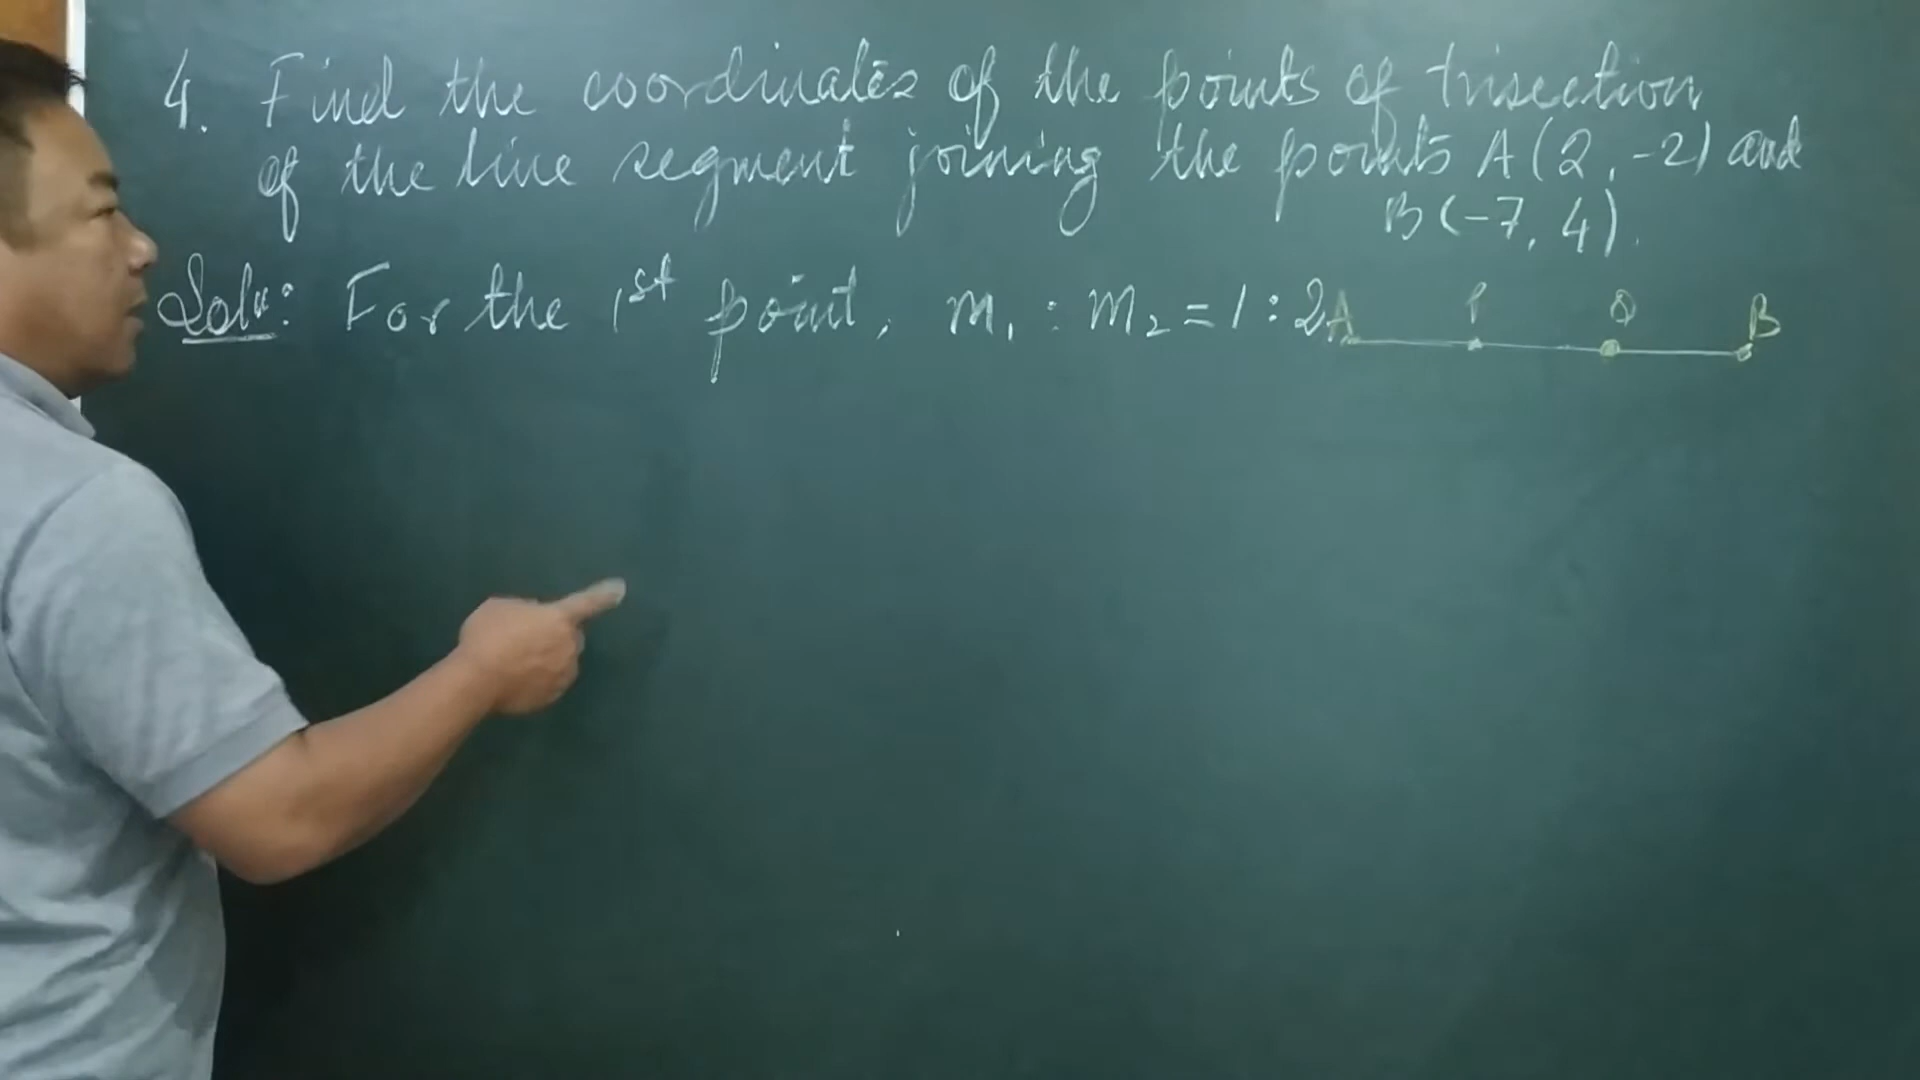 4. Find the coordinates of the points of trisection
of the line segment joining the points A(2, -2) and
B(-7, 4).
Soln: For the 1st point, m₁ : m₂ = 1 : 2
A P Q B